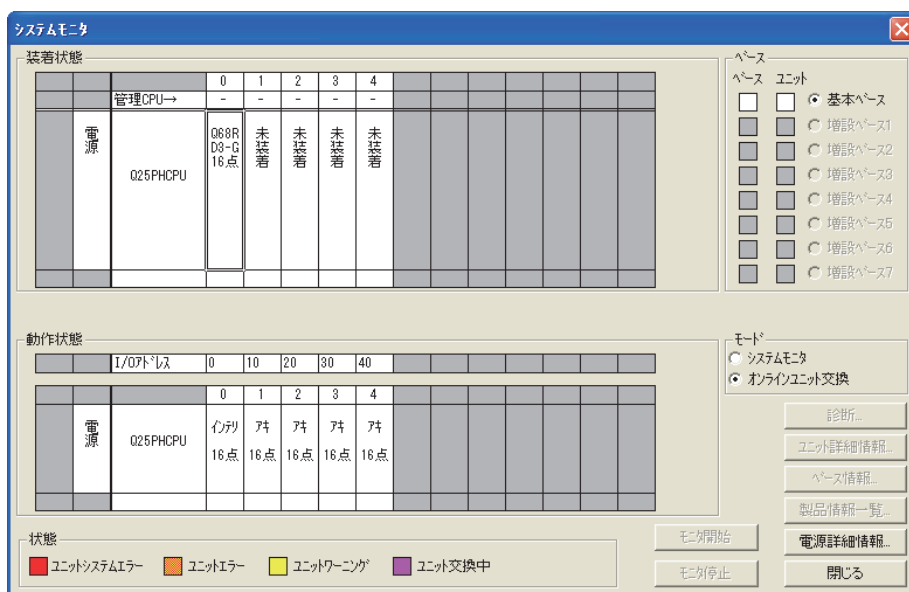 システムモニタ
装着状態
0 1 2 3 4
管理CPU→ - - - - -
電源 Q25PHCPU Q68RD3-G 16点 未装着 未装着 未装着 未装着
ベース
ベース ユニット
基本ベース
増設ベース1
増設ベース2
増設ベース3
増設ベース4
増設ベース5
増設ベース6
増設ベース7
動作状態
I/Oアドレス 0 10 20 30 40
0 1 2 3 4
電源 Q25PHCPU インテリ アキ アキ アキ アキ
16点 16点 16点 16点 16点
モード
システムモニタ
オンラインユニット交換
診断...
ユニット詳細情報...
ベース情報...
製品情報一覧...
電源詳細情報...
閉じる
モニタ開始
モニタ停止
状態
ユニットシステムエラー ユニットエラー ユニットワーニング ユニット交換中